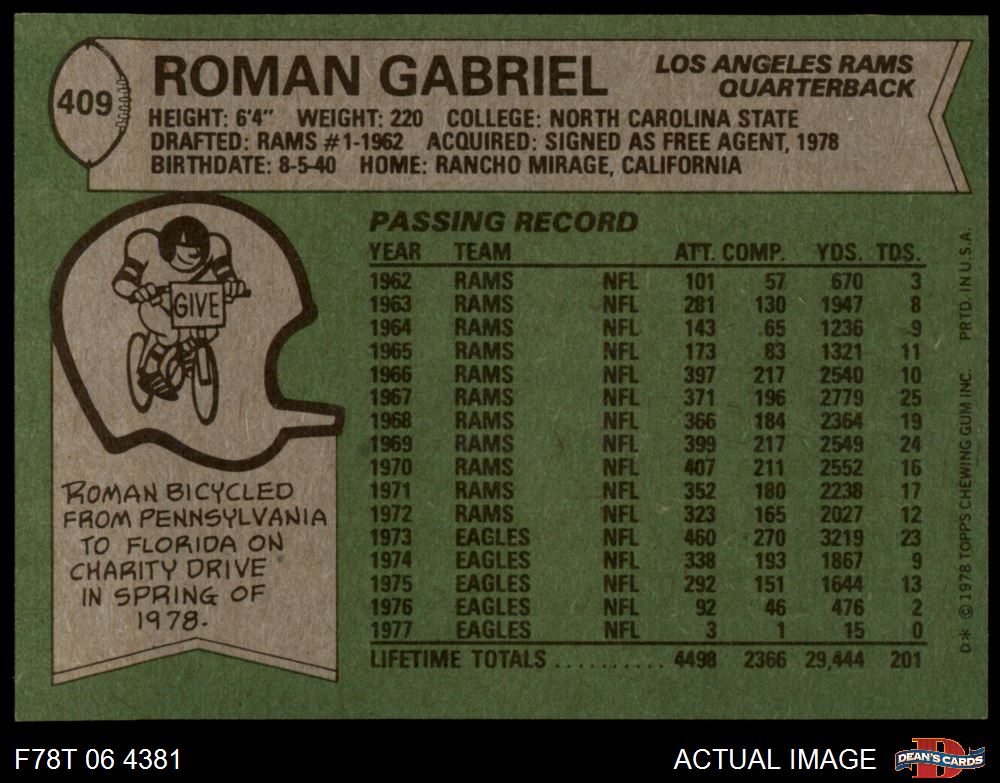 409
ROMAN GABRIEL
LOS ANGELES RAMS
QUARTERBACK
HEIGHT: 6'4" WEIGHT: 220 COLLEGE: NORTH CAROLINA STATE
DRAFTED: RAMS #1-1962 ACQUIRED: SIGNED AS FREE AGENT, 1978
BIRTHDATE: 8-5-40 HOME: RANCHO MIRAGE, CALIFORNIA
GIVE
ROMAN BICYCLED
FROM PENNSYLVANIA
TO FLORIDA ON
CHARITY DRIVE
IN SPRING OF
1978.
PASSING RECORD
YEAR TEAM ATT. COMP. YDS. TDS.
1962 RAMS NFL 101 57 670 3
1963 RAMS NFL 281 130 1947 8
1964 RAMS NFL 143 65 1236 9
1965 RAMS NFL 173 83 1321 11
1966 RAMS NFL 397 217 2540 10
1967 RAMS NFL 371 196 2779 25
1968 RAMS NFL 366 184 2364 19
1969 RAMS NFL 399 217 2549 24
1970 RAMS NFL 407 211 2552 16
1971 RAMS NFL 352 180 2238 17
1972 RAMS NFL 323 165 2027 12
1973 EAGLES NFL 460 270 3219 23
1974 EAGLES NFL 338 193 1867 9
1975 EAGLES NFL 292 151 1644 13
1976 EAGLES NFL 92 46 476 2
1977 EAGLES NFL 3 1 15 0
LIFETIME TOTALS .......... 4498 2366 29,444 201
D* © 1978 TOPPS CHEWING GUM INC. PRTD. IN U.S.A.
F78T 06 4381
ACTUAL IMAGE
D
DEAN'S CARDS